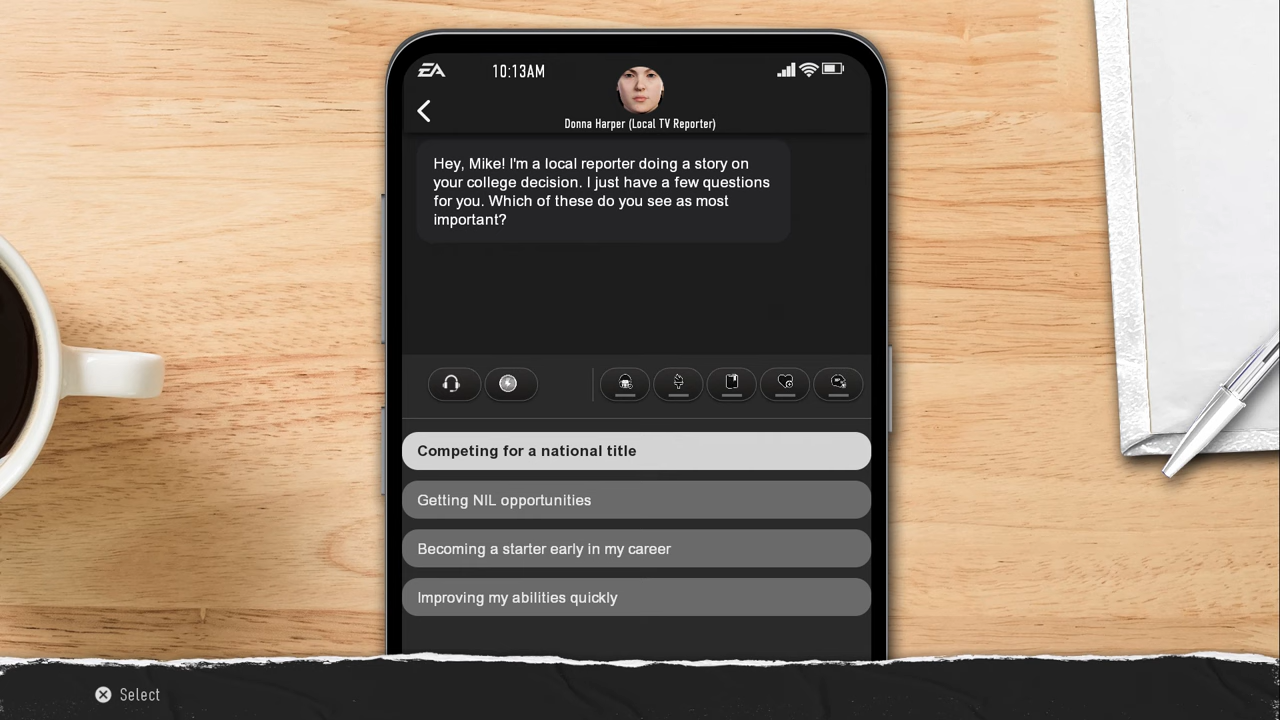 EA
10:13AM
Donna Harper (Local TV Reporter)
Hey, Mike! I'm a local reporter doing a story on
your college decision. I just have a few questions
for you. Which of these do you see as most
important?
Competing for a national title
Getting NIL opportunities
Becoming a starter early in my career
Improving my abilities quickly
Select